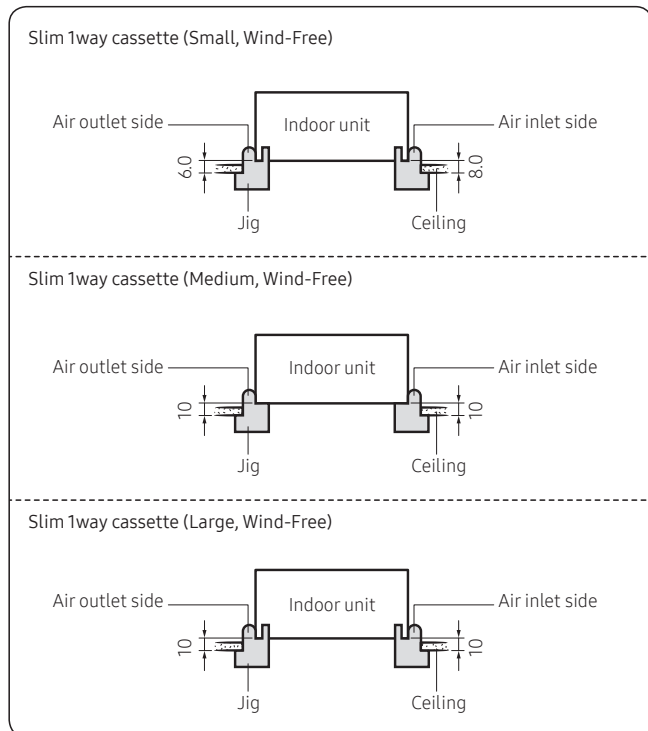 Slim 1way cassette (Small, Wind-Free)
Air outlet side
Indoor unit
Air inlet side
6.0
8.0
Jig
Ceiling
Slim 1way cassette (Medium, Wind-Free)
Air outlet side
Indoor unit
Air inlet side
10
10
Jig
Ceiling
Slim 1way cassette (Large, Wind-Free)
Air outlet side
Indoor unit
Air inlet side
10
10
Jig
Ceiling